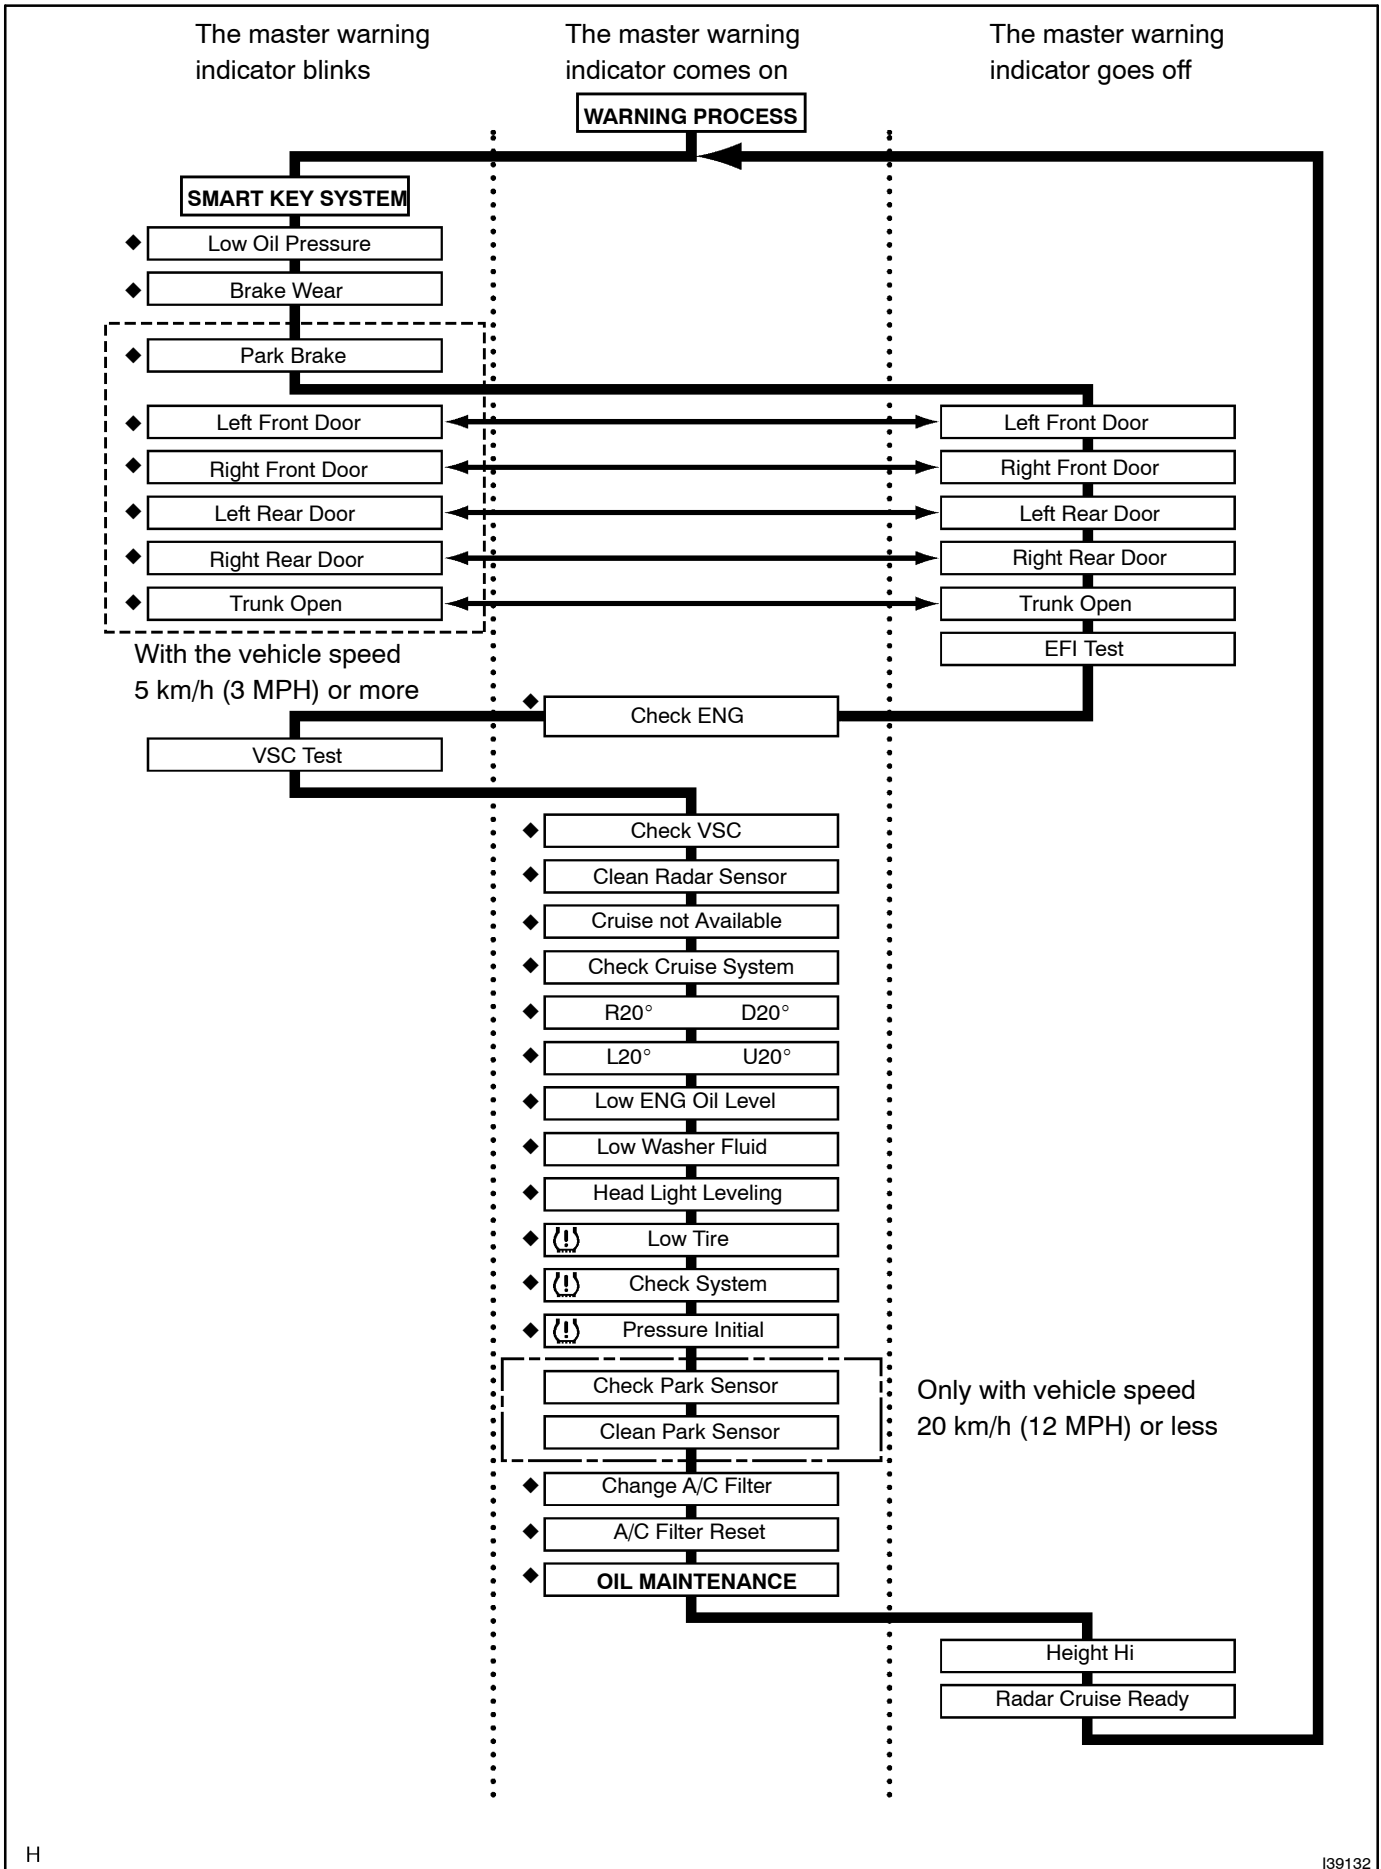 The master warning
indicator blinks
The master warning
indicator comes on
The master warning
indicator goes off
WARNING PROCESS
SMART KEY SYSTEM
◆ Low Oil Pressure
◆ Brake Wear
◆ Park Brake
◆ Left Front Door
Left Front Door
◆ Right Front Door
Right Front Door
◆ Left Rear Door
Left Rear Door
◆ Right Rear Door
Right Rear Door
◆ Trunk Open
Trunk Open
EFI Test
With the vehicle speed
5 km/h (3 MPH) or more
◆ Check ENG
VSC Test
◆ Check VSC
◆ Clean Radar Sensor
◆ Cruise not Available
◆ Check Cruise System
◆ R20° D20°
◆ L20° U20°
◆ Low ENG Oil Level
◆ Low Washer Fluid
◆ Head Light Leveling
◆ Low Tire
◆ Check System
◆ Pressure Initial
Check Park Sensor
Clean Park Sensor
Only with vehicle speed
20 km/h (12 MPH) or less
◆ Change A/C Filter
◆ A/C Filter Reset
◆ OIL MAINTENANCE
Height Hi
Radar Cruise Ready
H
I39132